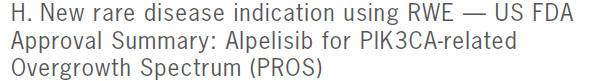 H. New rare disease indication using RWE — US FDA
Approval Summary: Alpelisib for PIK3CA-related
Overgrowth Spectrum (PROS)